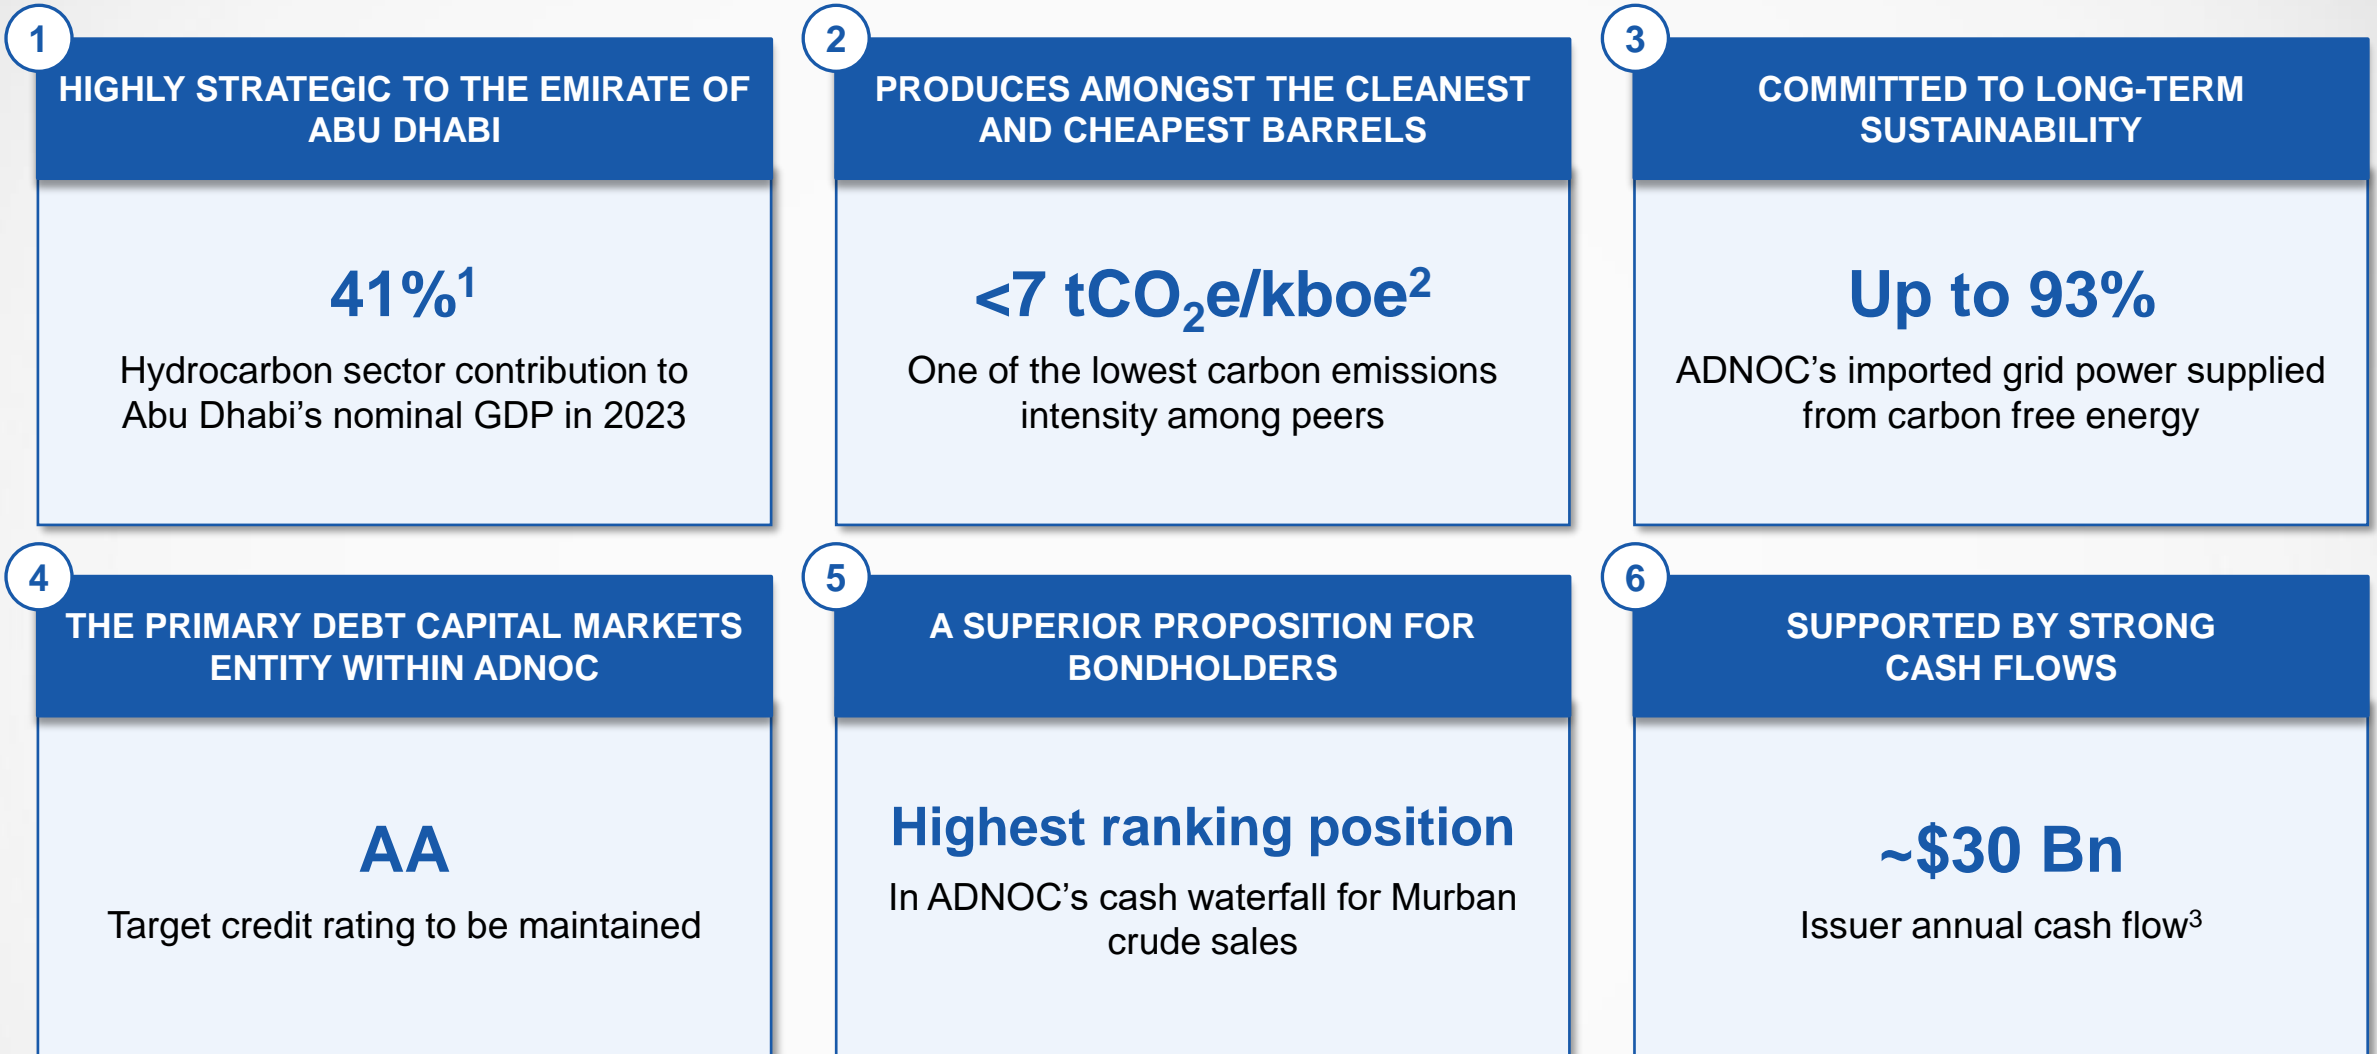 1
HIGHLY STRATEGIC TO THE EMIRATE OF
ABU DHABI
41%¹
Hydrocarbon sector contribution to
Abu Dhabi’s nominal GDP in 2023
2
PRODUCES AMONGST THE CLEANEST
AND CHEAPEST BARRELS
<7 tCO₂e/kboe²
One of the lowest carbon emissions
intensity among peers
3
COMMITTED TO LONG-TERM
SUSTAINABILITY
Up to 93%
ADNOC’s imported grid power supplied
from carbon free energy
4
THE PRIMARY DEBT CAPITAL MARKETS
ENTITY WITHIN ADNOC
AA
Target credit rating to be maintained
5
A SUPERIOR PROPOSITION FOR
BONDHOLDERS
Highest ranking position
In ADNOC’s cash waterfall for Murban
crude sales
6
SUPPORTED BY STRONG
CASH FLOWS
~$30 Bn
Issuer annual cash flow³